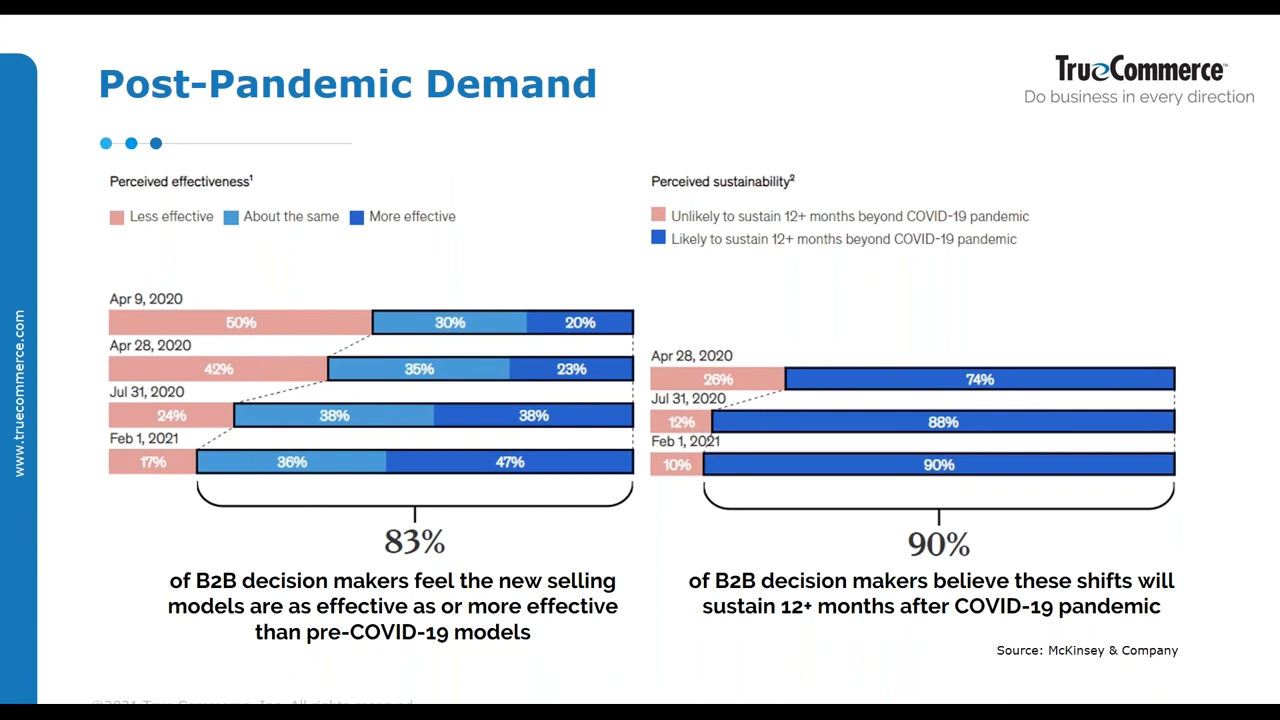 Post-Pandemic Demand
TrueCommerce™
Do business in every direction
www.truecommerce.com
Perceived effectiveness¹
Less effective About the same More effective
Apr 9, 2020
50% 30% 20%
Apr 28, 2020
42% 35% 23%
Jul 31, 2020
24% 38% 38%
Feb 1, 2021
17% 36% 47%
83%
of B2B decision makers feel the new selling
models are as effective as or more effective
than pre-COVID-19 models
Perceived sustainability²
Unlikely to sustain 12+ months beyond COVID-19 pandemic
Likely to sustain 12+ months beyond COVID-19 pandemic
Apr 28, 2020
26% 74%
Jul 31, 2020
12% 88%
Feb 1, 2021
10% 90%
90%
of B2B decision makers believe these shifts will
sustain 12+ months after COVID-19 pandemic
Source: McKinsey & Company